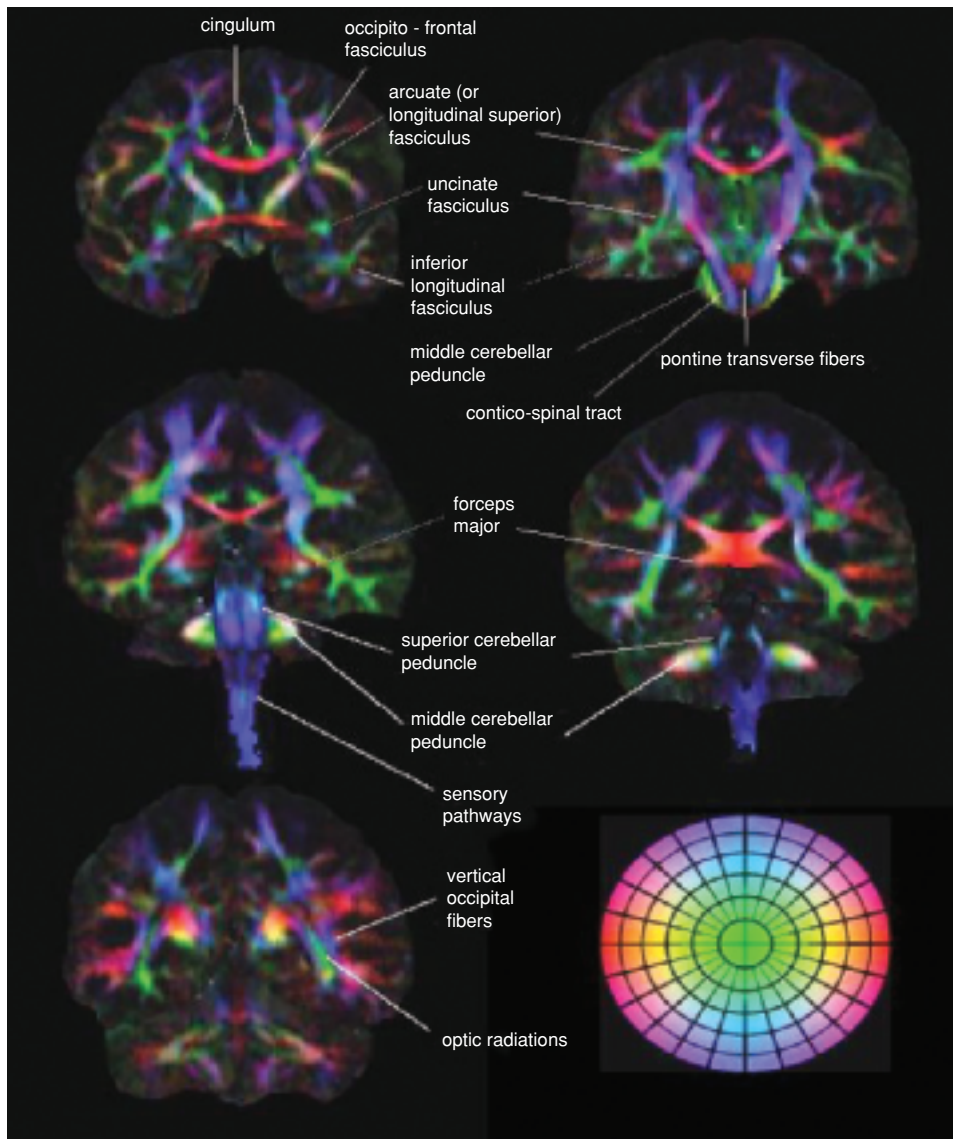 cingulum
occipito - frontal
fasciculus
arcuate (or
longitudinal superior)
fasciculus
uncinate
fasciculus
inferior
longitudinal
fasciculus
middle cerebellar
peduncle
pontine transverse fibers
contico-spinal tract
forceps
major
superior cerebellar
peduncle
middle cerebellar
peduncle
sensory
pathways
vertical
occipital
fibers
optic radiations